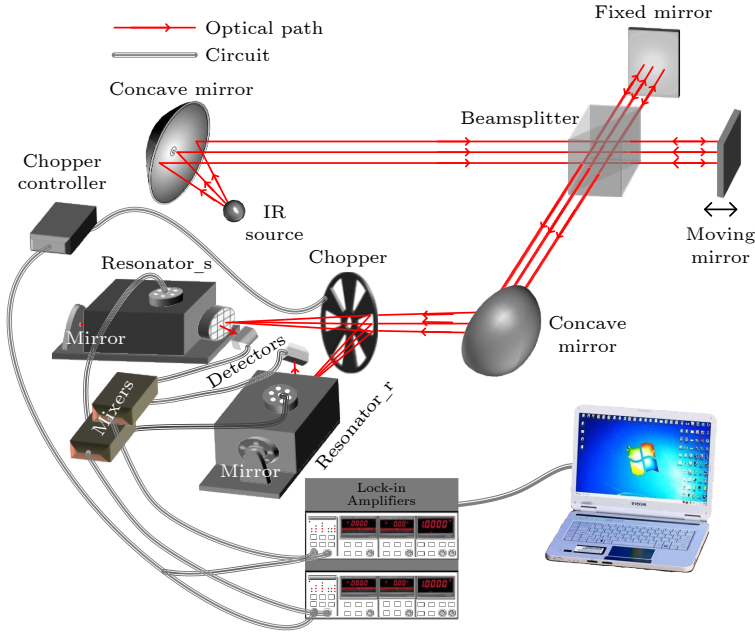 Fixed mirror
Optical path
Circuit
Concave mirror
Beamsplitter
Chopper
controller
IR
source
Moving
mirror
Resonator_s
Chopper
Mirror
Concave
mirror
Detectors
Mixers
Resonator_r
Mirror
Lock-in
Amplifiers